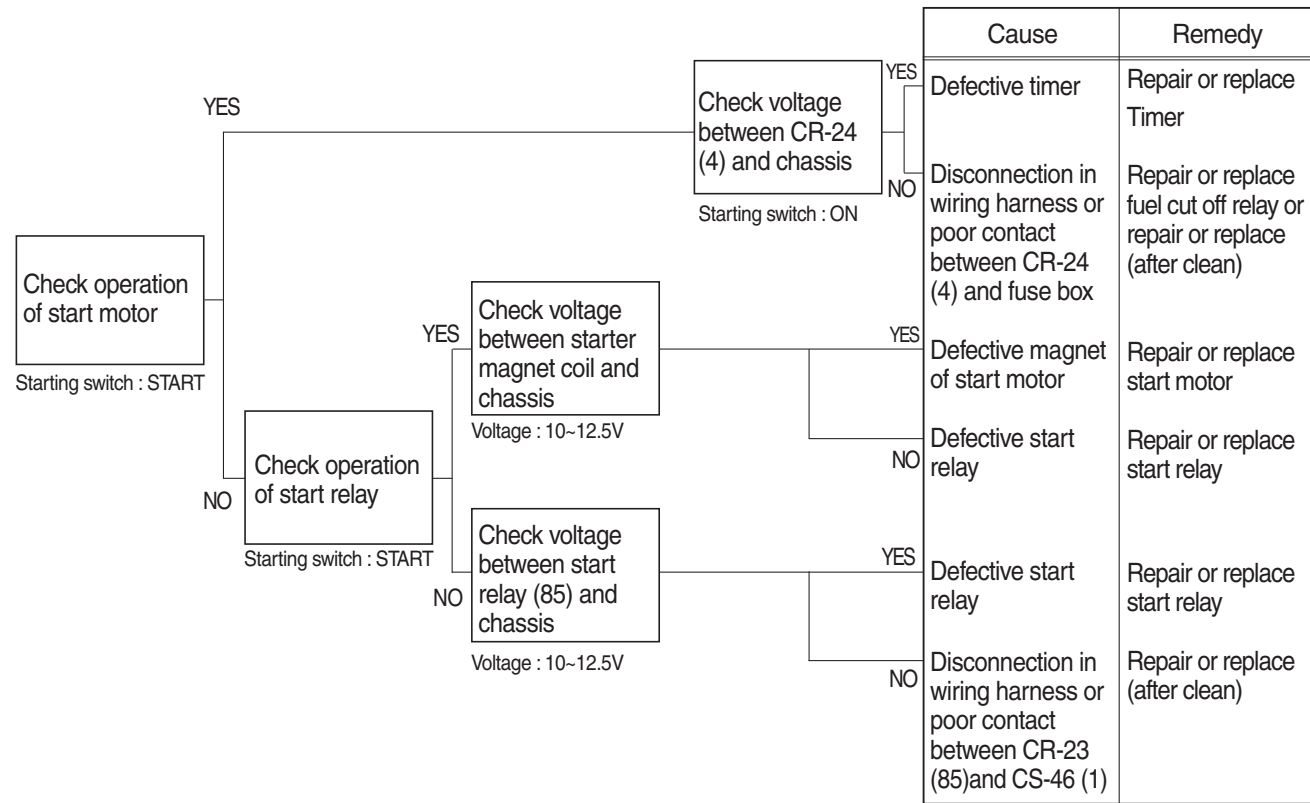 Cause
Remedy
YES
Check voltage
between CR-24
(4) and chassis
Starting switch : ON
YES
Defective timer
Repair or replace
Timer
NO
Disconnection in
wiring harness or
poor contact
between CR-24
(4) and fuse box
Repair or replace
fuel cut off relay or
repair or replace
(after clean)
Check operation
of start motor
Starting switch : START
YES
Check voltage
between starter
magnet coil and
chassis
Voltage : 10~12.5V
YES
Defective magnet
of start motor
Repair or replace
start motor
NO
Defective start
relay
Repair or replace
start relay
NO
Check operation
of start relay
Starting switch : START
NO
Check voltage
between start
relay (85) and
chassis
Voltage : 10~12.5V
YES
Defective start
relay
Repair or replace
start relay
NO
Disconnection in
wiring harness or
poor contact
between CR-23
(85)and CS-46 (1)
Repair or replace
(after clean)